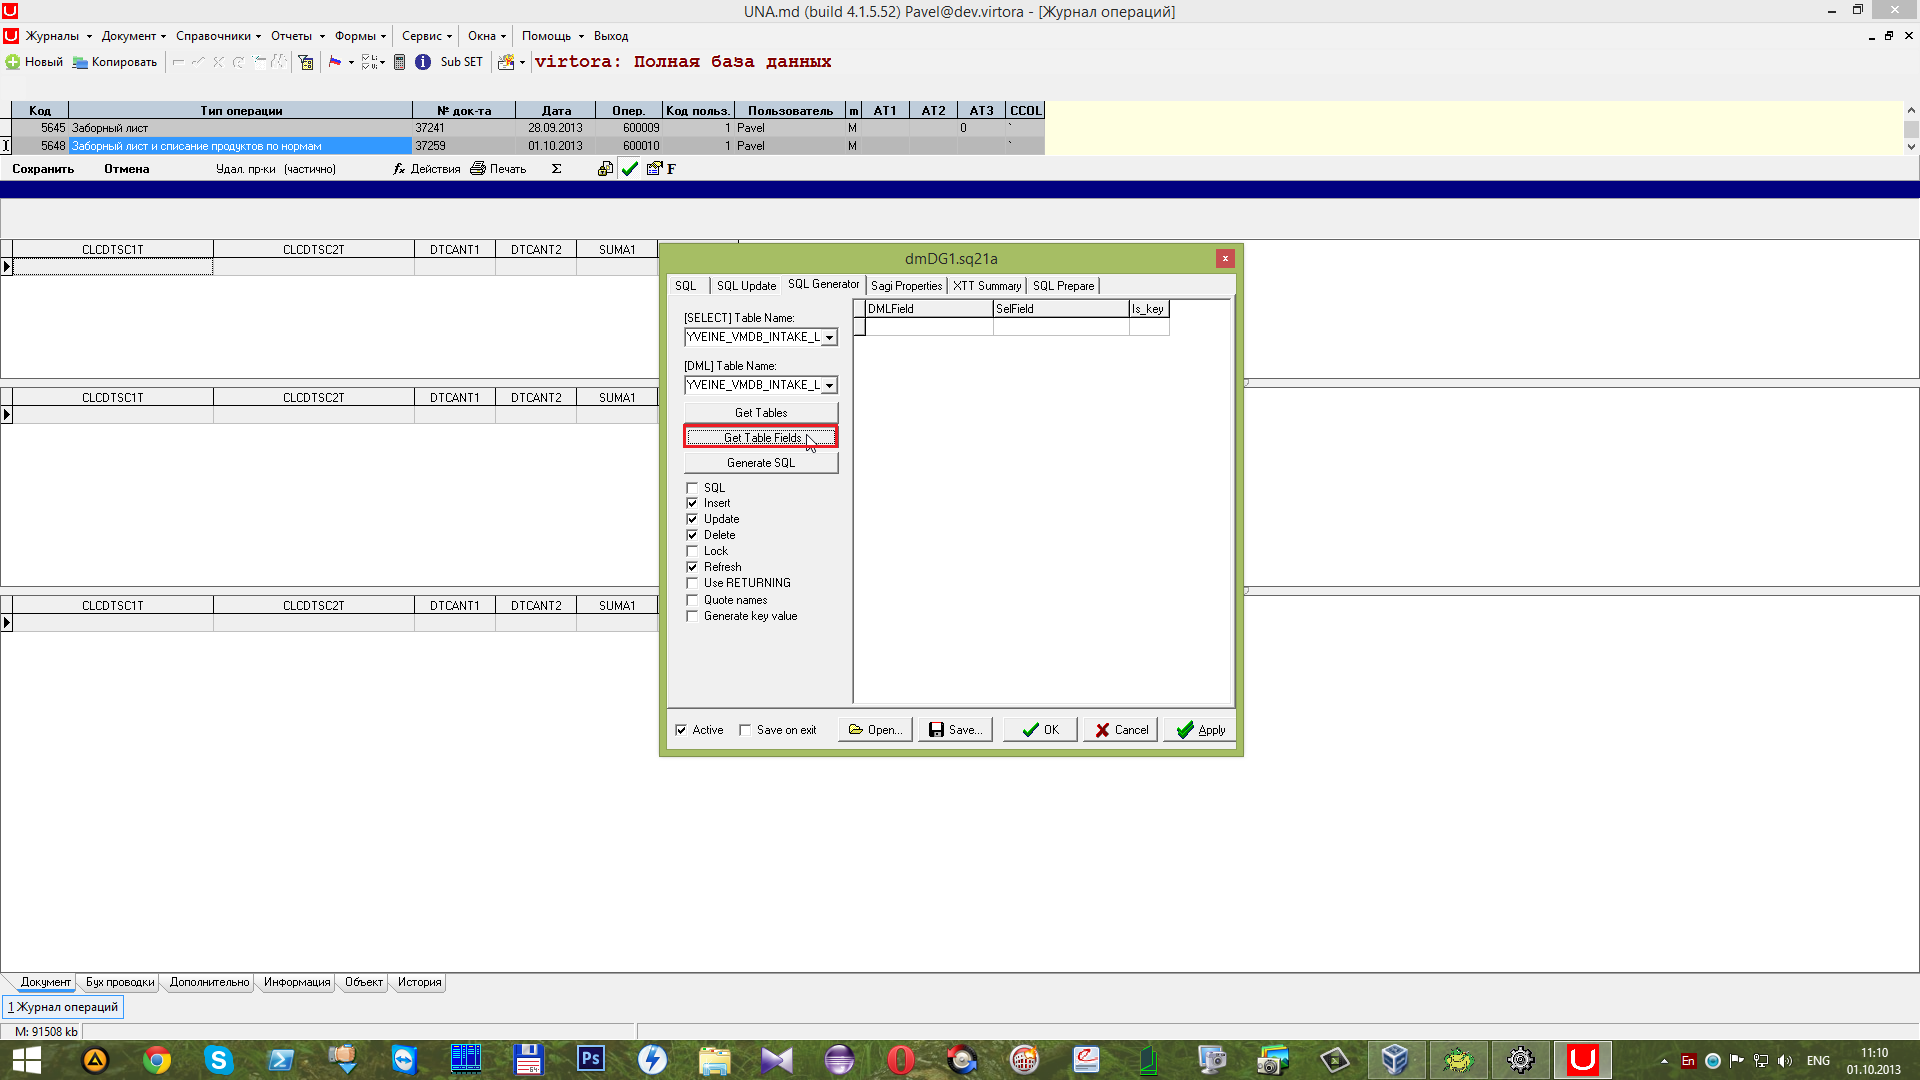 UNA.md (build 4.1.5.52) Pavel@dev.virtora - [Журнал операций]
Журналы Документ Справочники Отчеты Формы Сервис Окна Помощь Выход
Новый Копировать Sub SET virtora: Полная база данных
Код Тип операции № док-та Дата Опер. Код польз. Пользователь m AT1 AT2 AT3 CCOL
5645 Заборный лист 37241 28.09.2013 600009 1 Pavel M 0 `
5648 Заборный лист и списание продуктов по нормам 37259 01.10.2013 600010 1 Pavel M `
Сохранить Отмена Удал. пр-ки (частично) fx Действия Печать Σ F
CLCDTSC1T CLCDTSC2T DTCANT1 DTCANT2 SUMA1
dmDG1.sq21a
SQL SQL Update SQL Generator Sagi Properties XTT Summary SQL Prepare
DMLField SelField Is_key
[SELECT] Table Name:
YVEINE_VMDB_INTAKE_L
[DML] Table Name:
YVEINE_VMDB_INTAKE_L
Get Tables
Get Table Fields
Generate SQL
SQL
Insert
Update
Delete
Lock
Refresh
Use RETURNING
Quote names
Generate key value
Active Save on exit Open... Save... OK Cancel Apply
CLCDTSC1T CLCDTSC2T DTCANT1 DTCANT2 SUMA1
CLCDTSC1T CLCDTSC2T DTCANT1 DTCANT2 SUMA1
Документ Бух проводки Дополнительно Информация Объект История
1 Журнал операций
M: 91508 kb
Ps
64
En ENG 11:10
01.10.2013